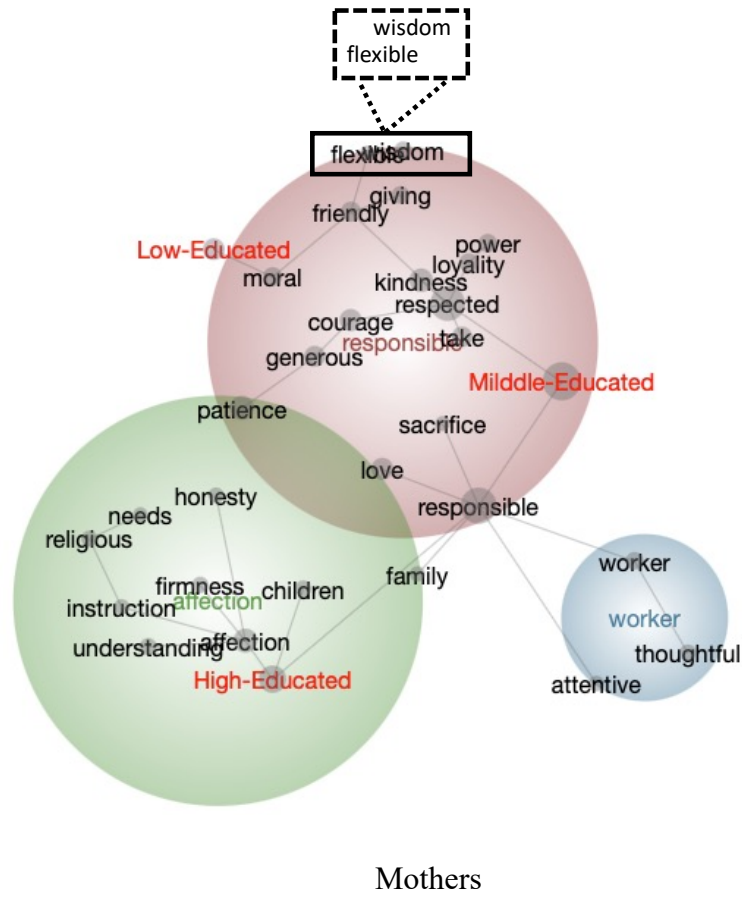 wisdom
flexible
flexible
wisdom
giving
friendly
Low-Educated
power
loyality
moral
kindness
respected
courage
responsible
take
generous
Milddle-Educated
patience
sacrifice
love
honesty
responsible
needs
religious
worker
family
firmness
children
affection
instruction
worker
understanding
affection
thoughtful
High-Educated
attentive
Mothers